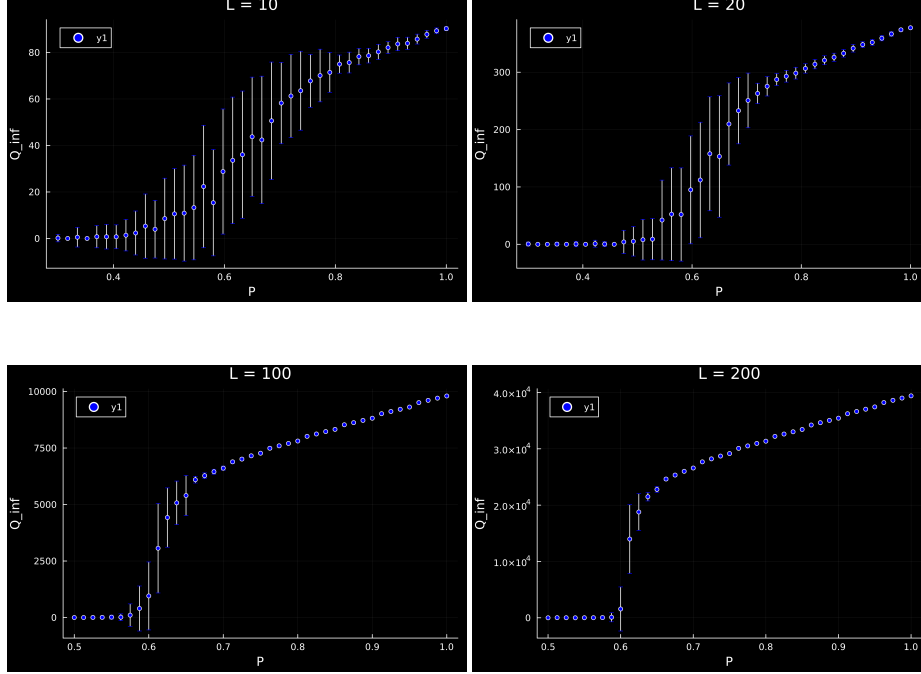 L = 10
y1
80
60
40
20
0
Q_inf
0.4 0.6 0.8 1.0
P
L = 20
y1
300
200
100
0
Q_inf
0.4 0.6 0.8 1.0
P
L = 100
y1
10000
7500
5000
2500
0
Q_inf
0.5 0.6 0.7 0.8 0.9 1.0
P
L = 200
y1
4.0×10⁴
3.0×10⁴
2.0×10⁴
1.0×10⁴
0
Q_inf
0.5 0.6 0.7 0.8 0.9 1.0
P